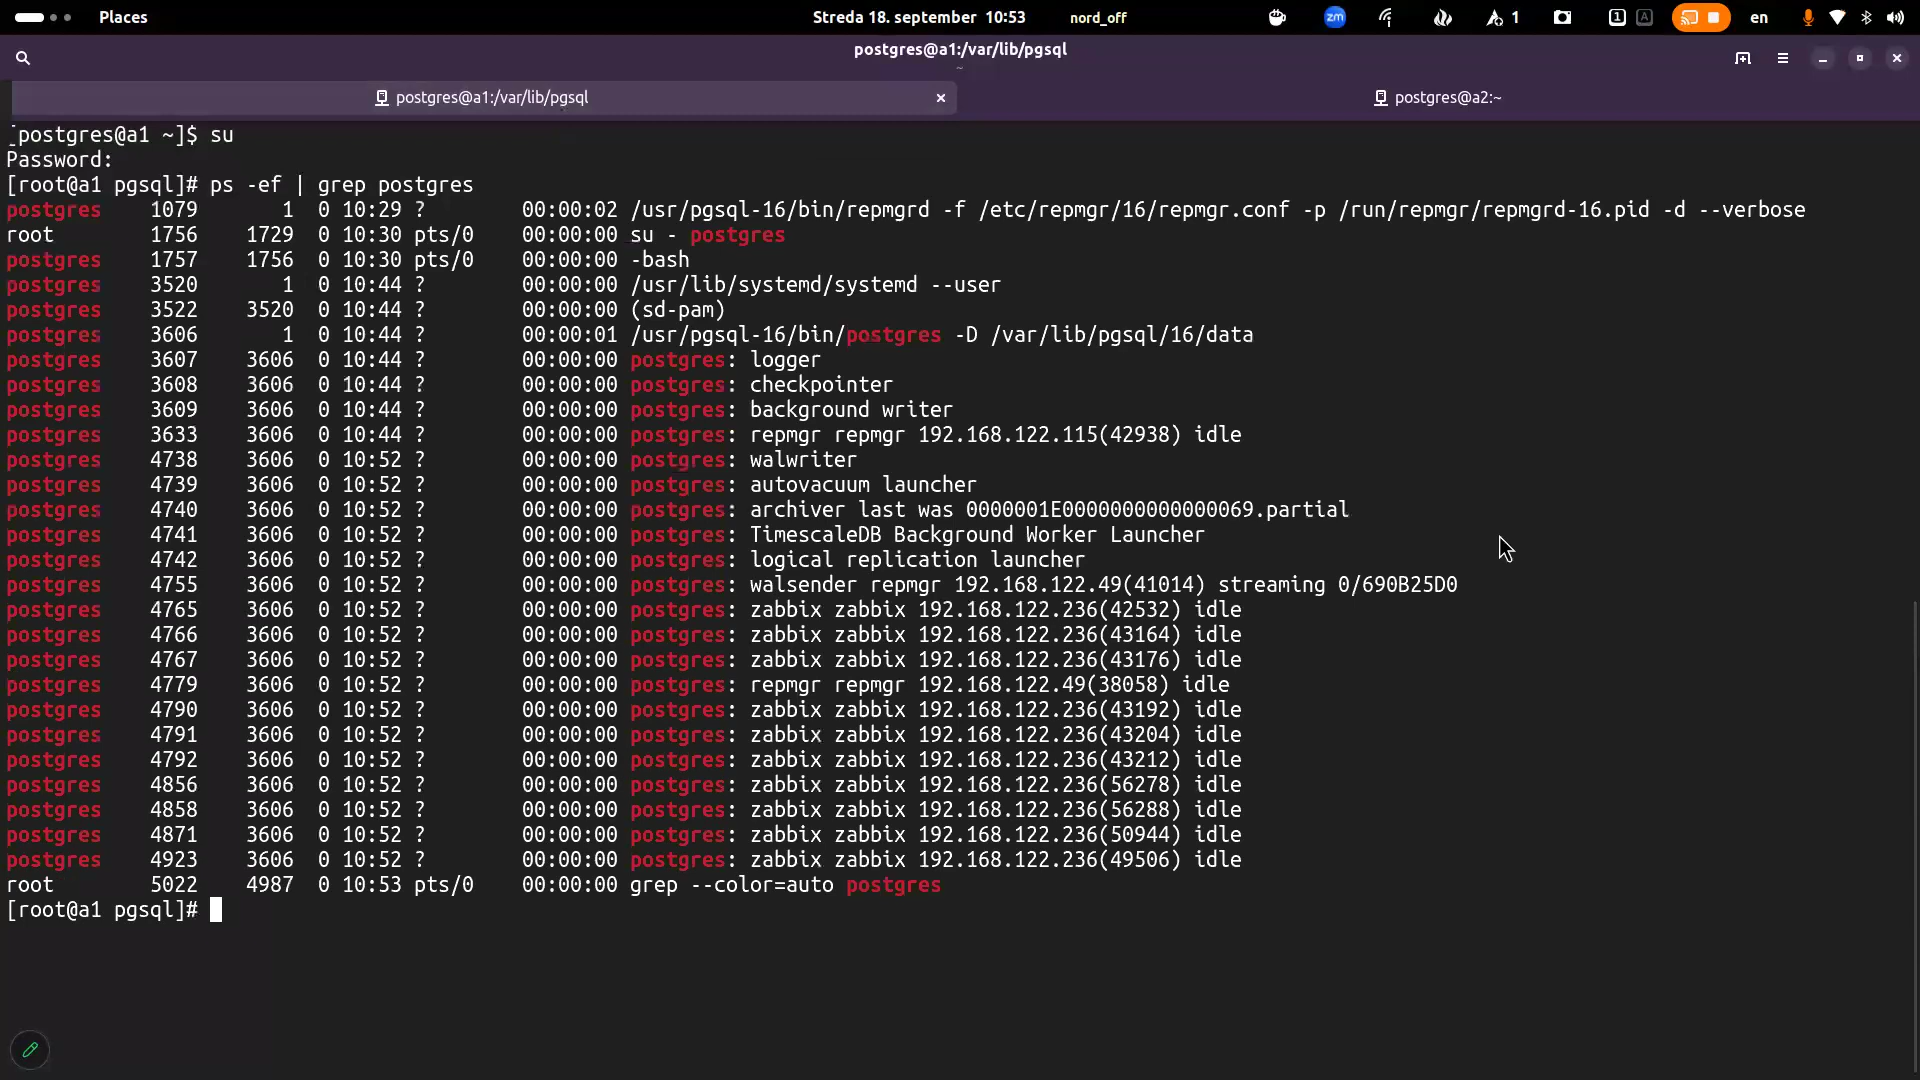 Places
Streda 18. september 10:53
nord_off
zm
1
1
A
en
postgres@a1:/var/lib/pgsql
~
postgres@a1:/var/lib/pgsql
postgres@a2:~
[postgres@a1 ~]$ su
Password:
[root@a1 pgsql]# ps -ef | grep postgres
postgres 1079 1 0 10:29 ? 00:00:02 /usr/pgsql-16/bin/repmgrd -f /etc/repmgr/16/repmgr.conf -p /run/repmgr/repmgrd-16.pid -d --verbose
root 1756 1729 0 10:30 pts/0 00:00:00 su - postgres
postgres 1757 1756 0 10:30 pts/0 00:00:00 -bash
postgres 3520 1 0 10:44 ? 00:00:00 /usr/lib/systemd/systemd --user
postgres 3522 3520 0 10:44 ? 00:00:00 (sd-pam)
postgres 3606 1 0 10:44 ? 00:00:01 /usr/pgsql-16/bin/postgres -D /var/lib/pgsql/16/data
postgres 3607 3606 0 10:44 ? 00:00:00 postgres: logger
postgres 3608 3606 0 10:44 ? 00:00:00 postgres: checkpointer
postgres 3609 3606 0 10:44 ? 00:00:00 postgres: background writer
postgres 3633 3606 0 10:44 ? 00:00:00 postgres: repmgr repmgr 192.168.122.115(42938) idle
postgres 4738 3606 0 10:52 ? 00:00:00 postgres: walwriter
postgres 4739 3606 0 10:52 ? 00:00:00 postgres: autovacuum launcher
postgres 4740 3606 0 10:52 ? 00:00:00 postgres: archiver last was 0000001E0000000000000069.partial
postgres 4741 3606 0 10:52 ? 00:00:00 postgres: TimescaleDB Background Worker Launcher
postgres 4742 3606 0 10:52 ? 00:00:00 postgres: logical replication launcher
postgres 4755 3606 0 10:52 ? 00:00:00 postgres: walsender repmgr 192.168.122.49(41014) streaming 0/690B25D0
postgres 4765 3606 0 10:52 ? 00:00:00 postgres: zabbix zabbix 192.168.122.236(42532) idle
postgres 4766 3606 0 10:52 ? 00:00:00 postgres: zabbix zabbix 192.168.122.236(43164) idle
postgres 4767 3606 0 10:52 ? 00:00:00 postgres: zabbix zabbix 192.168.122.236(43176) idle
postgres 4779 3606 0 10:52 ? 00:00:00 postgres: repmgr repmgr 192.168.122.49(38058) idle
postgres 4790 3606 0 10:52 ? 00:00:00 postgres: zabbix zabbix 192.168.122.236(43192) idle
postgres 4791 3606 0 10:52 ? 00:00:00 postgres: zabbix zabbix 192.168.122.236(43204) idle
postgres 4792 3606 0 10:52 ? 00:00:00 postgres: zabbix zabbix 192.168.122.236(43212) idle
postgres 4856 3606 0 10:52 ? 00:00:00 postgres: zabbix zabbix 192.168.122.236(56278) idle
postgres 4858 3606 0 10:52 ? 00:00:00 postgres: zabbix zabbix 192.168.122.236(56288) idle
postgres 4871 3606 0 10:52 ? 00:00:00 postgres: zabbix zabbix 192.168.122.236(50944) idle
postgres 4923 3606 0 10:52 ? 00:00:00 postgres: zabbix zabbix 192.168.122.236(49506) idle
root 5022 4987 0 10:53 pts/0 00:00:00 grep --color=auto postgres
[root@a1 pgsql]#